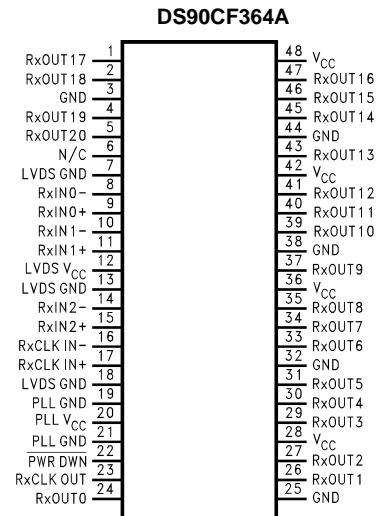 DS90CF364A
RxOUT17 1
RxOUT18 2
GND 3
RxOUT19 4
RxOUT20 5
N/C 6
LVDS GND 7
RxIN0- 8
RxIN0+ 9
RxIN1- 10
RxIN1+ 11
LVDS VCC 12
LVDS GND 13
RxIN2- 14
RxIN2+ 15
RxCLK IN- 16
RxCLK IN+ 17
LVDS GND 18
PLL GND 19
PLL VCC 20
PLL GND 21
PWR DWN 22
RxCLK OUT 23
RxOUT0 24
48 VCC
47 RxOUT16
46 RxOUT15
45 RxOUT14
44 GND
43 RxOUT13
42 VCC
41 RxOUT12
40 RxOUT11
39 RxOUT10
38 GND
37 RxOUT9
36 VCC
35 RxOUT8
34 RxOUT7
33 RxOUT6
32 GND
31 RxOUT5
30 RxOUT4
29 RxOUT3
28 VCC
27 RxOUT2
26 RxOUT1
25 GND